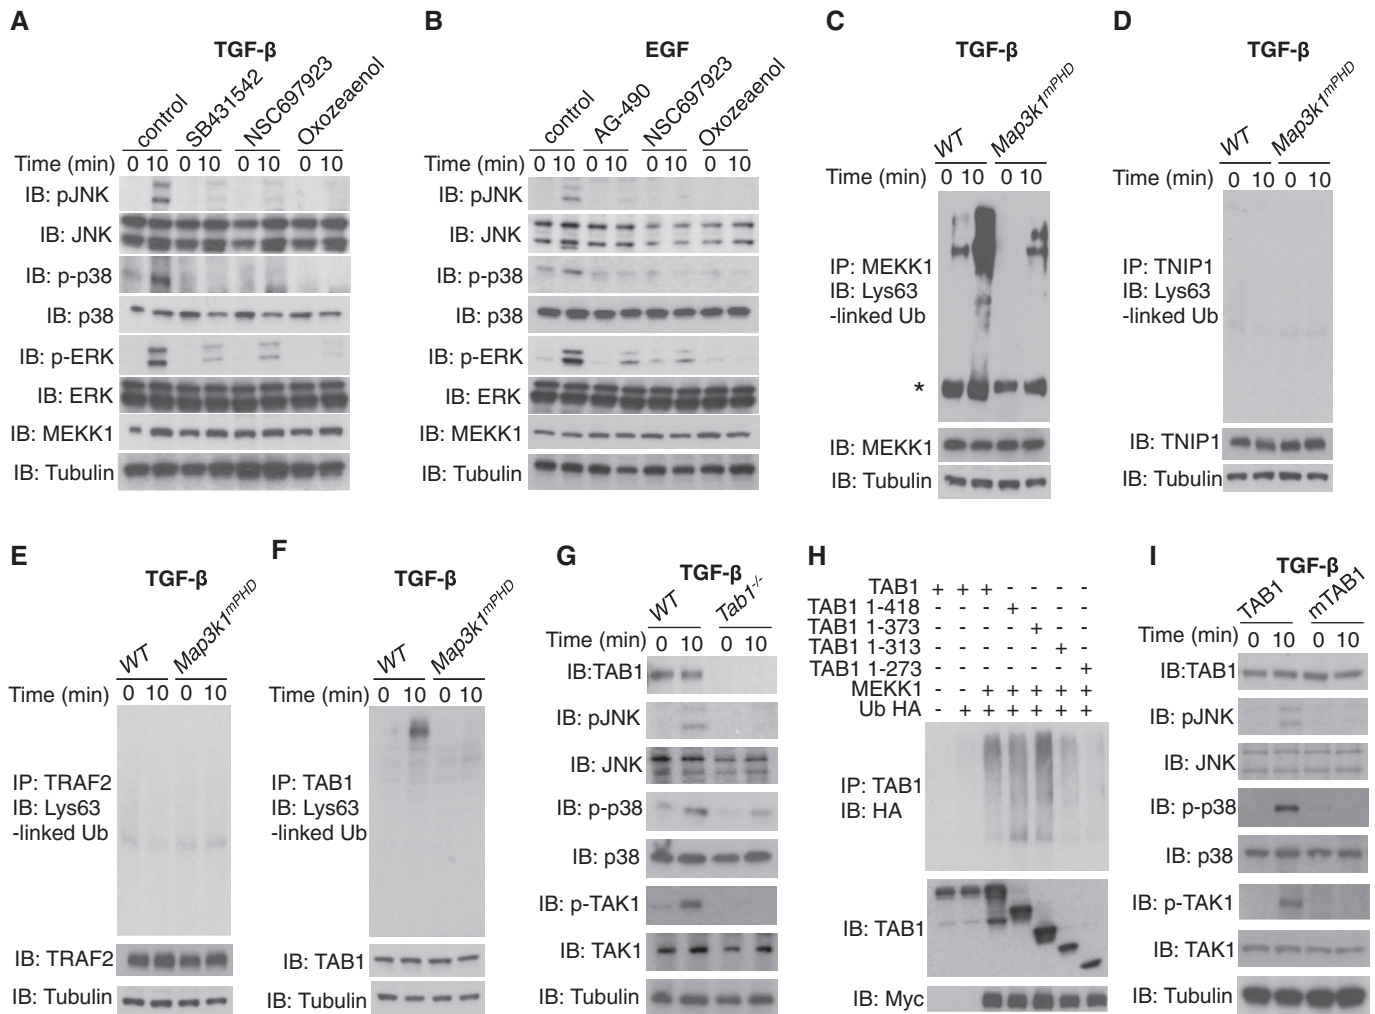 A
TGF-β
control SB431542 NSC697923 Oxozeaenol
Time (min) 0 10 0 10 0 10 0 10
IB: pJNK
IB: JNK
IB: p-p38
IB: p38
IB: p-ERK
IB: ERK
IB: MEKK1
IB: Tubulin
B
EGF
control AG-490 NSC697923 Oxozeaenol
Time (min) 0 10 0 10 0 10 0 10
IB: pJNK
IB: JNK
IB: p-p38
IB: p38
IB: p-ERK
IB: ERK
IB: MEKK1
IB: Tubulin
C
TGF-β
WT Map3k1mPHD
Time (min) 0 10 0 10
IP: MEKK1
IB: Lys63
-linked Ub
*
IB: MEKK1
IB: Tubulin
D
TGF-β
WT Map3k1mPHD
Time (min) 0 10 0 10
IP: TNIP1
IB: Lys63
-linked Ub
IB: TNIP1
IB: Tubulin
E
TGF-β
WT Map3k1mPHD
Time (min) 0 10 0 10
IP: TRAF2
IB: Lys63
-linked Ub
IB: TRAF2
IB: Tubulin
F
TGF-β
WT Map3k1mPHD
Time (min) 0 10 0 10
IP: TAB1
IB: Lys63
-linked Ub
IB: TAB1
IB: Tubulin
G
TGF-β
WT Tab1-/-
Time (min) 0 10 0 10
IB:TAB1
IB: pJNK
IB: JNK
IB: p-p38
IB: p38
IB: p-TAK1
IB: TAK1
IB: Tubulin
H
TAB1 + + + - - - -
TAB1 1-418 - - - + - - -
TAB1 1-373 - - - - + - -
TAB1 1-313 - - - - - + -
TAB1 1-273 - - - - - - +
MEKK1 - - + + + + +
Ub HA - + + + + + +
IP: TAB1
IB: HA
IB: TAB1
IB: Myc
I
TGF-β
TAB1 mTAB1
Time (min) 0 10 0 10
IB:TAB1
IB: pJNK
IB: JNK
IB: p-p38
IB: p38
IB: p-TAK1
IB: TAK1
IB: Tubulin